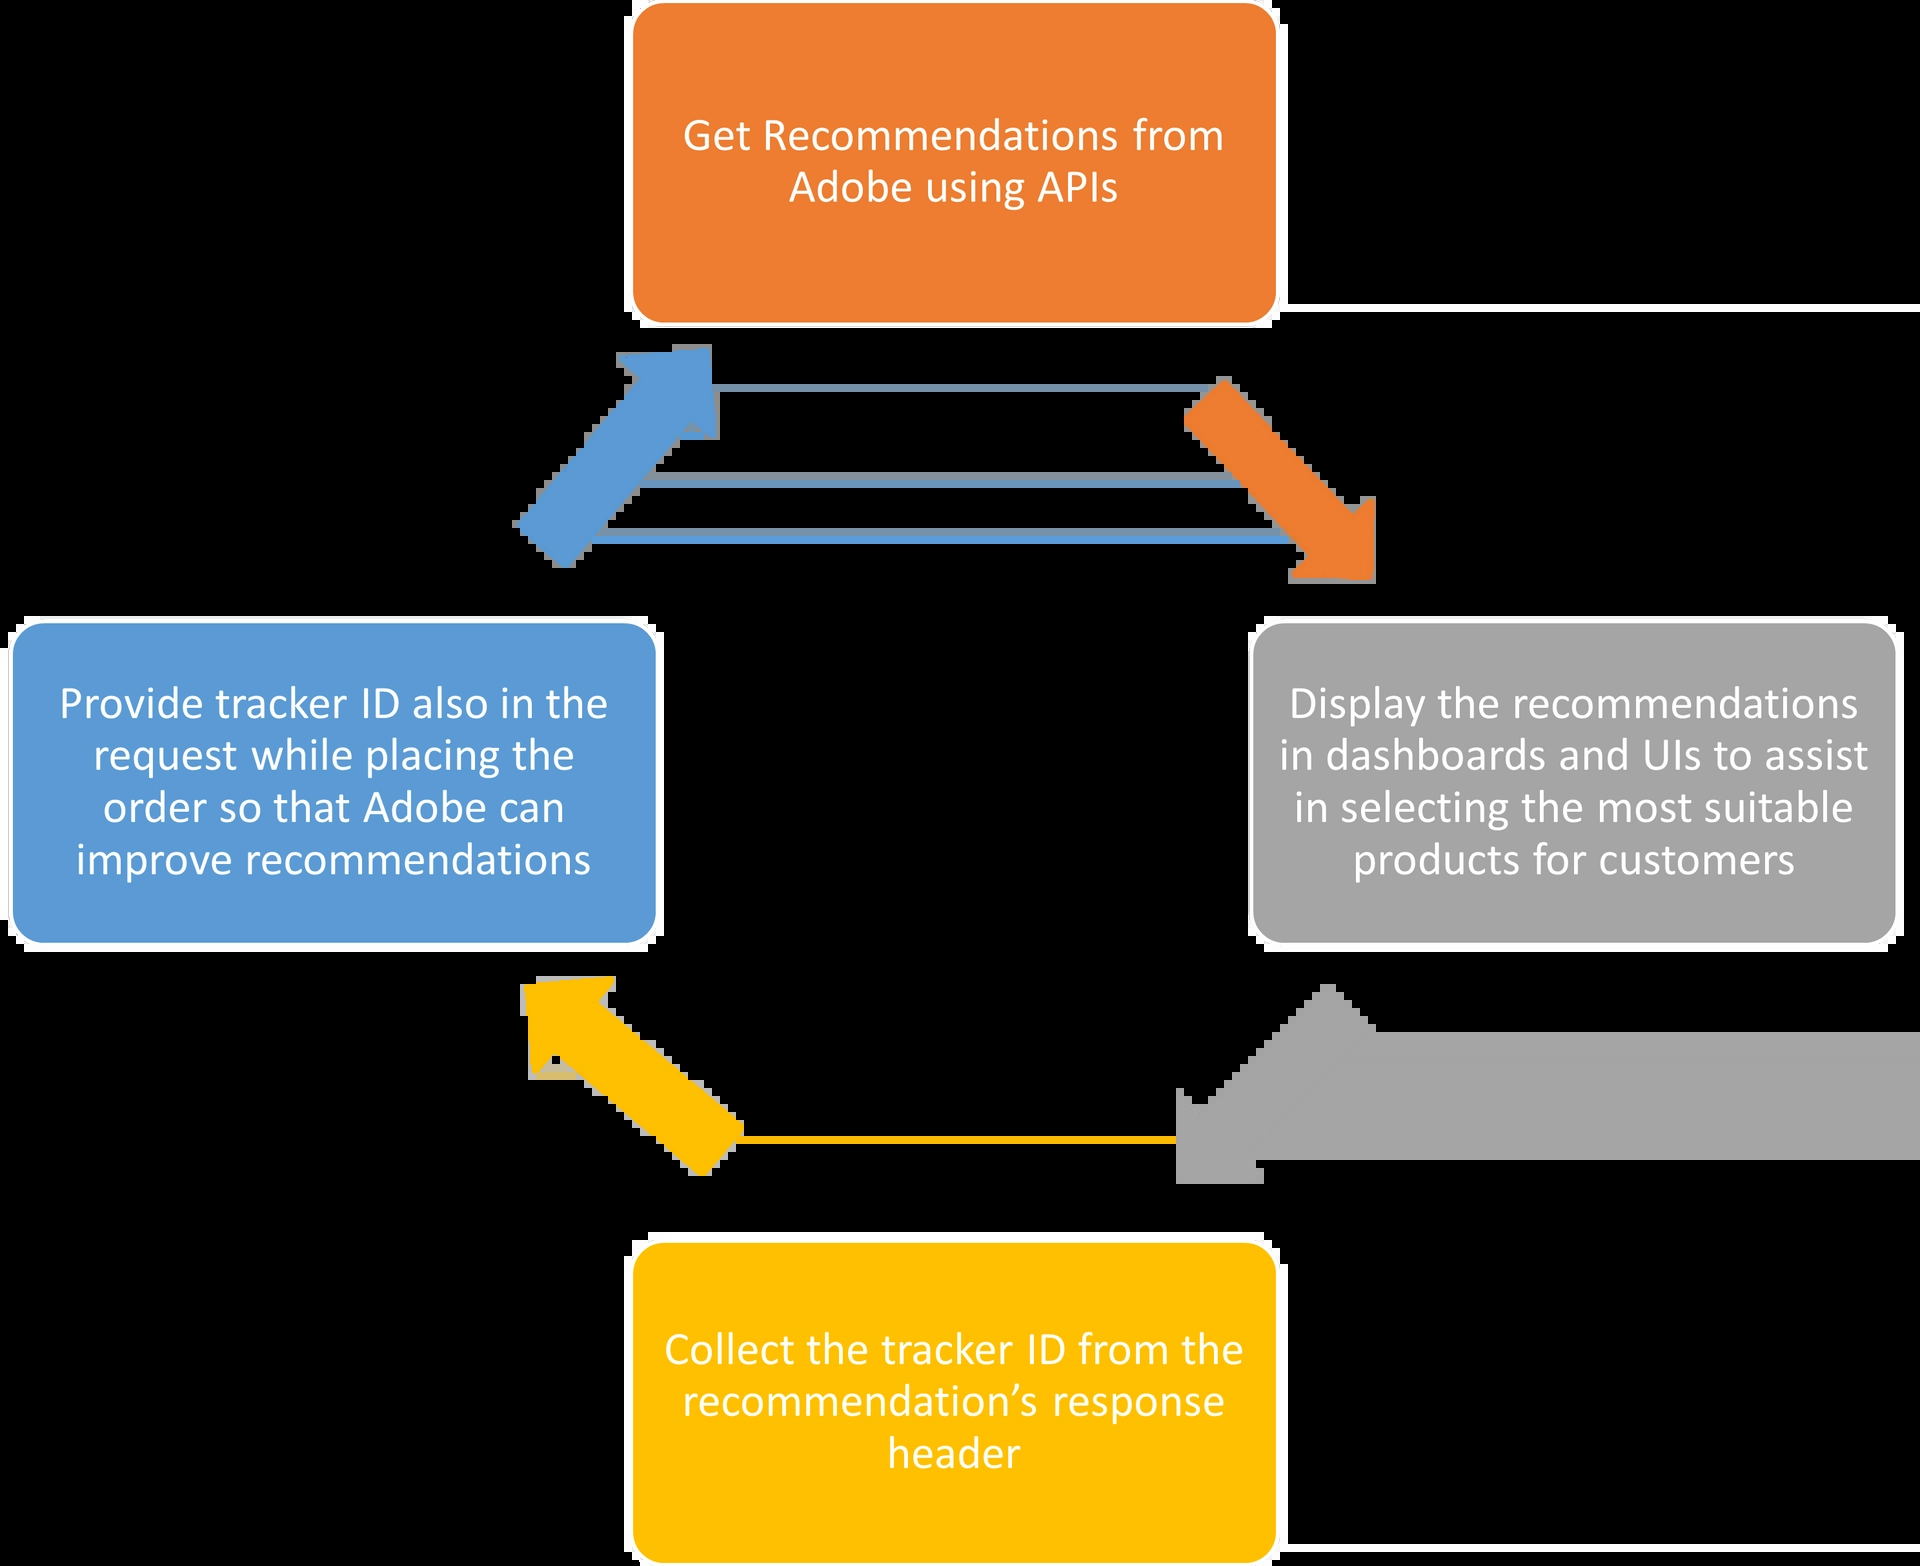 Get Recommendations from
Adobe using APIs
Display the recommendations
in dashboards and UIs to assist
in selecting the most suitable
products for customers
Collect the tracker ID from the
recommendation’s response
header
Provide tracker ID also in the
request while placing the
order so that Adobe can
improve recommendations